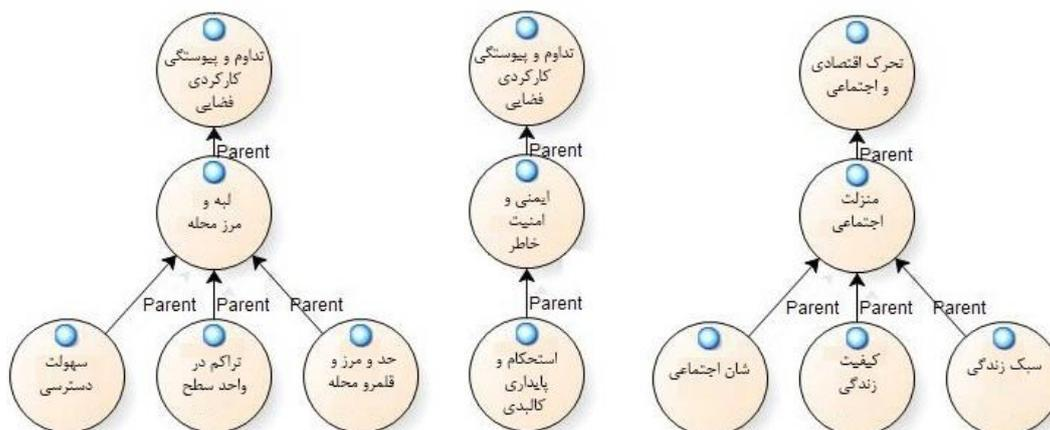 تداوم و پیوستگی
کارکردی
فضایی
Parent
لبه و
مرز محله
Parent
Parent
Parent
سهولت
دسترسی
تراکم در
واحد سطح
حد و مرز و
قلمرو محله
تداوم و پیوستگی
کارکردی
فضایی
Parent
ایمنی و
امنیت
خاطر
Parent
استحکام و
پایداری
کالبدی
تحرک اقتصادی
و اجتماعی
Parent
منزلت
اجتماعی
Parent
Parent
Parent
شان اجتماعی
کیفیت
زندگی
سبک زندگی